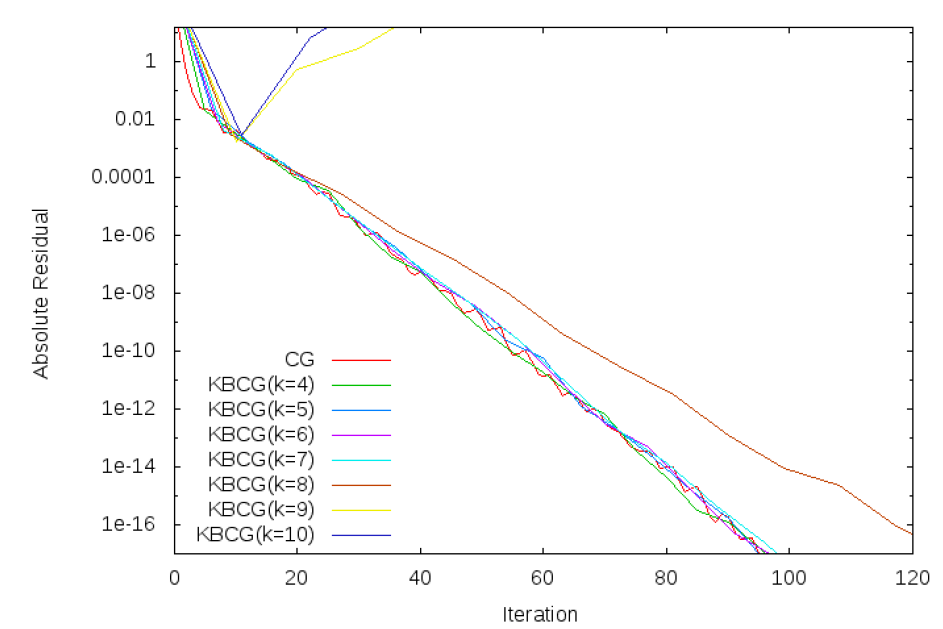 1
0.01
0.0001
1e-06
1e-08
1e-10
1e-12
1e-14
1e-16
Absolute Residual
CG
KBCG(k=4)
KBCG(k=5)
KBCG(k=6)
KBCG(k=7)
KBCG(k=8)
KBCG(k=9)
KBCG(k=10)
0 20 40 60 80 100 120
Iteration